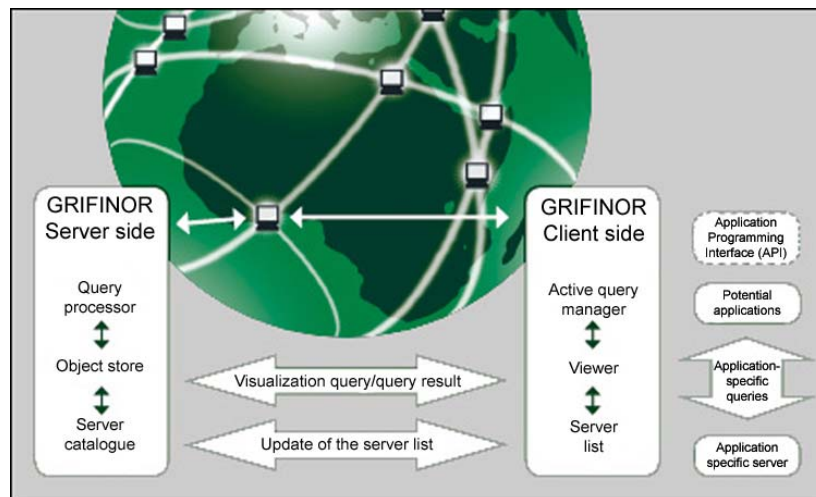 GRIFINOR
Server side
Query
processor
Object store
Server
catalogue
Visualization query/query result
Update of the server list
GRIFINOR
Client side
Active query
manager
Viewer
Server
list
Application
Programming
Interface (API)
Potential
applications
Application-
specific
queries
Application
specific server